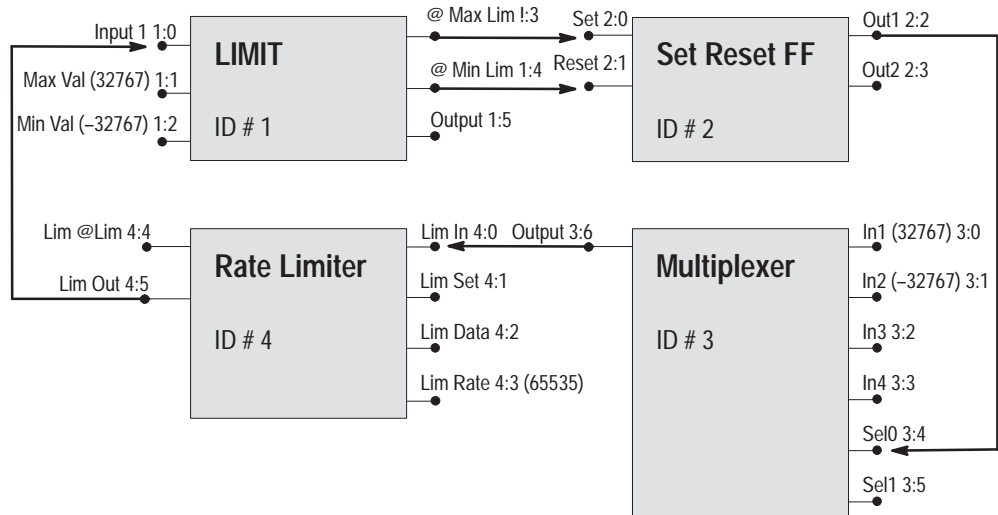 Input 1 1:0
Max Val (32767) 1:1
Min Val (–32767) 1:2
LIMIT
ID # 1
@ Max Lim !:3
@ Min Lim 1:4
Output 1:5
Set 2:0
Reset 2:1
Set Reset FF
ID # 2
Out1 2:2
Out2 2:3
Lim @Lim 4:4
Lim Out 4:5
Rate Limiter
ID # 4
Lim In 4:0
Lim Set 4:1
Lim Data 4:2
Lim Rate 4:3 (65535)
Output 3:6
Multiplexer
ID # 3
In1 (32767) 3:0
In2 (–32767) 3:1
In3 3:2
In4 3:3
Sel0 3:4
Sel1 3:5